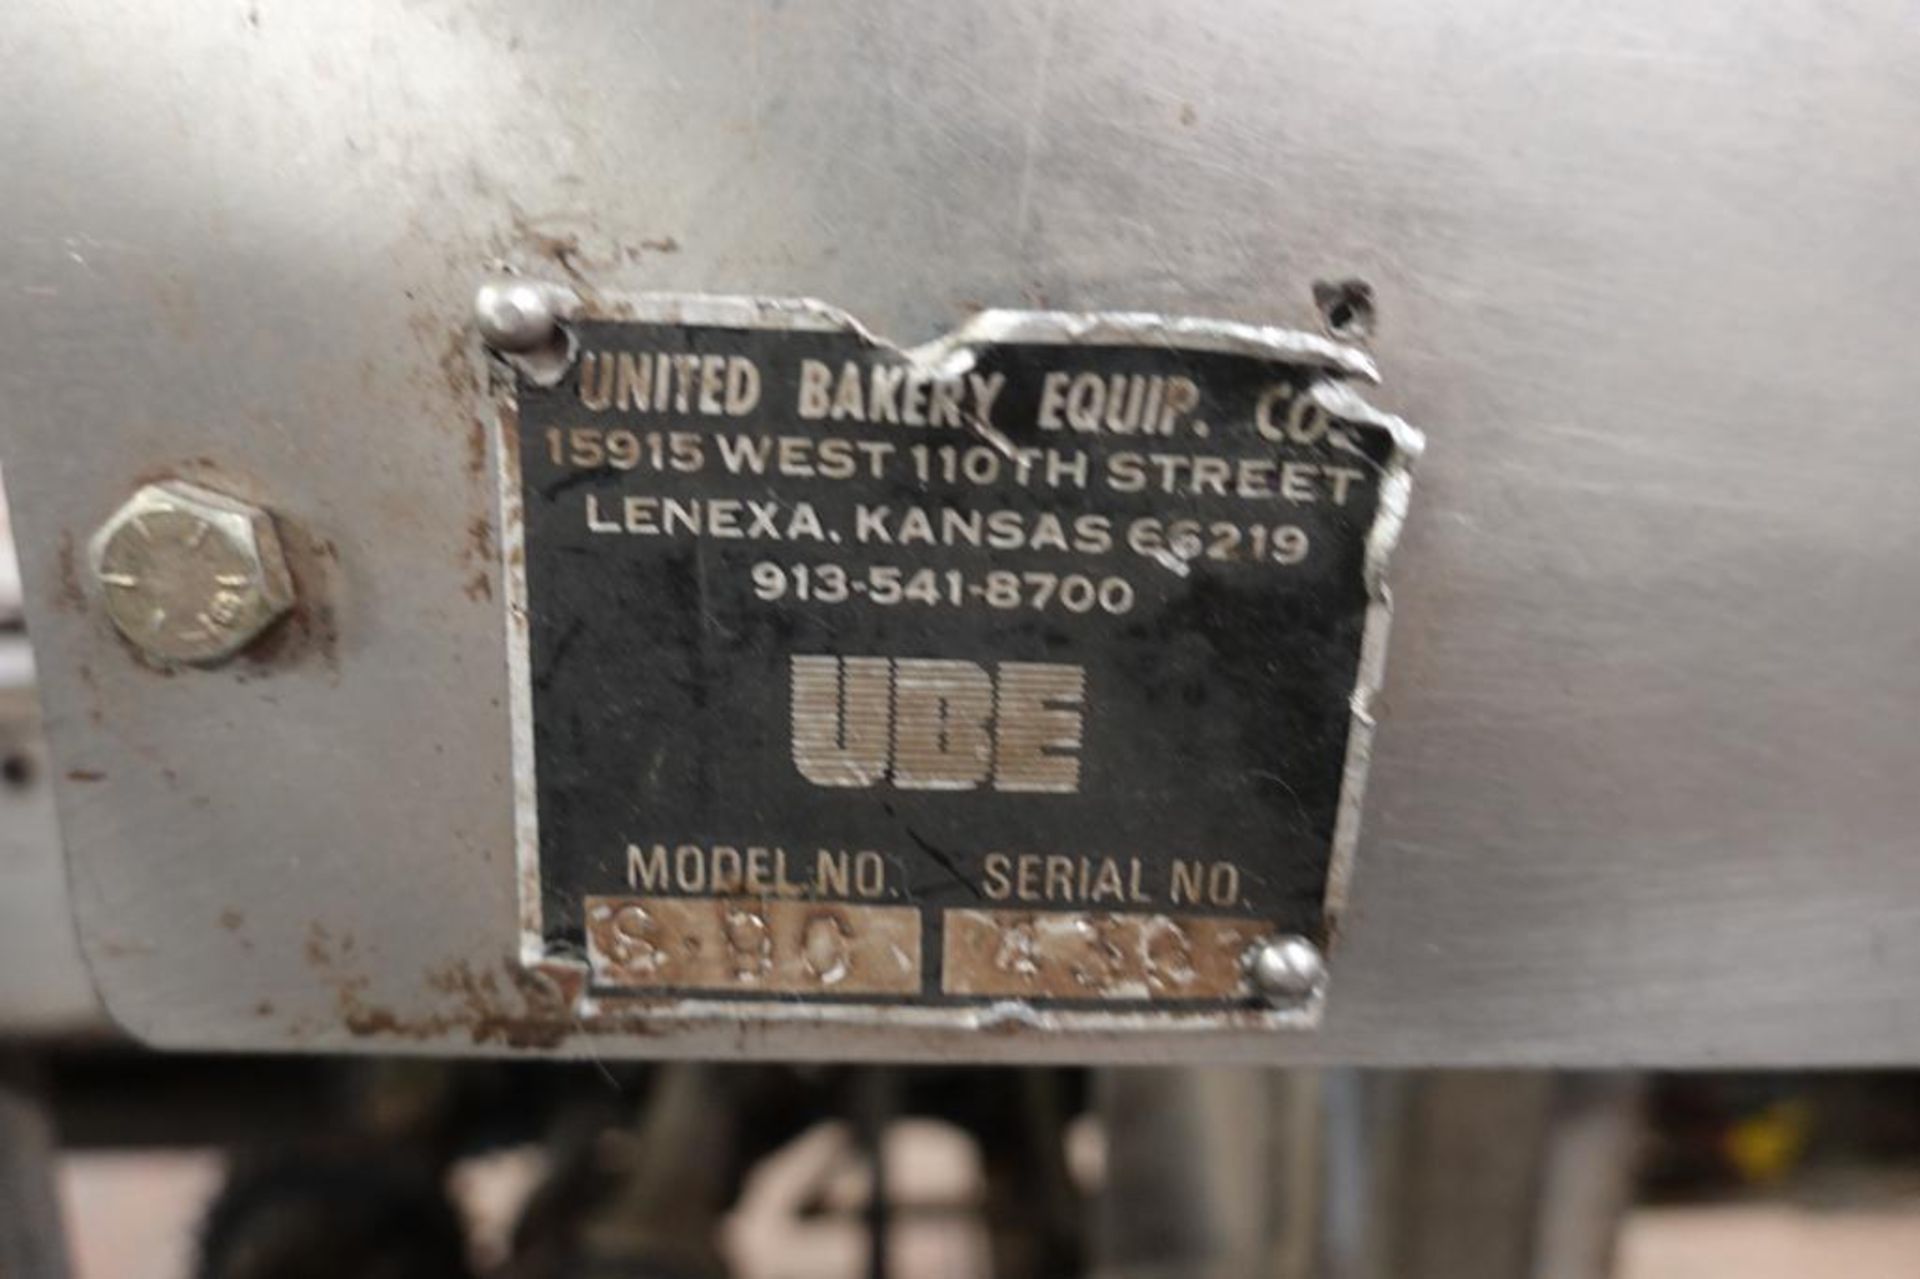 UNITED BAKERY EQUIP. CO.
15915 WEST 110TH STREET
LENEXA, KANSAS 66219
913-541-8700
UBE
MODEL NO. SERIAL NO.